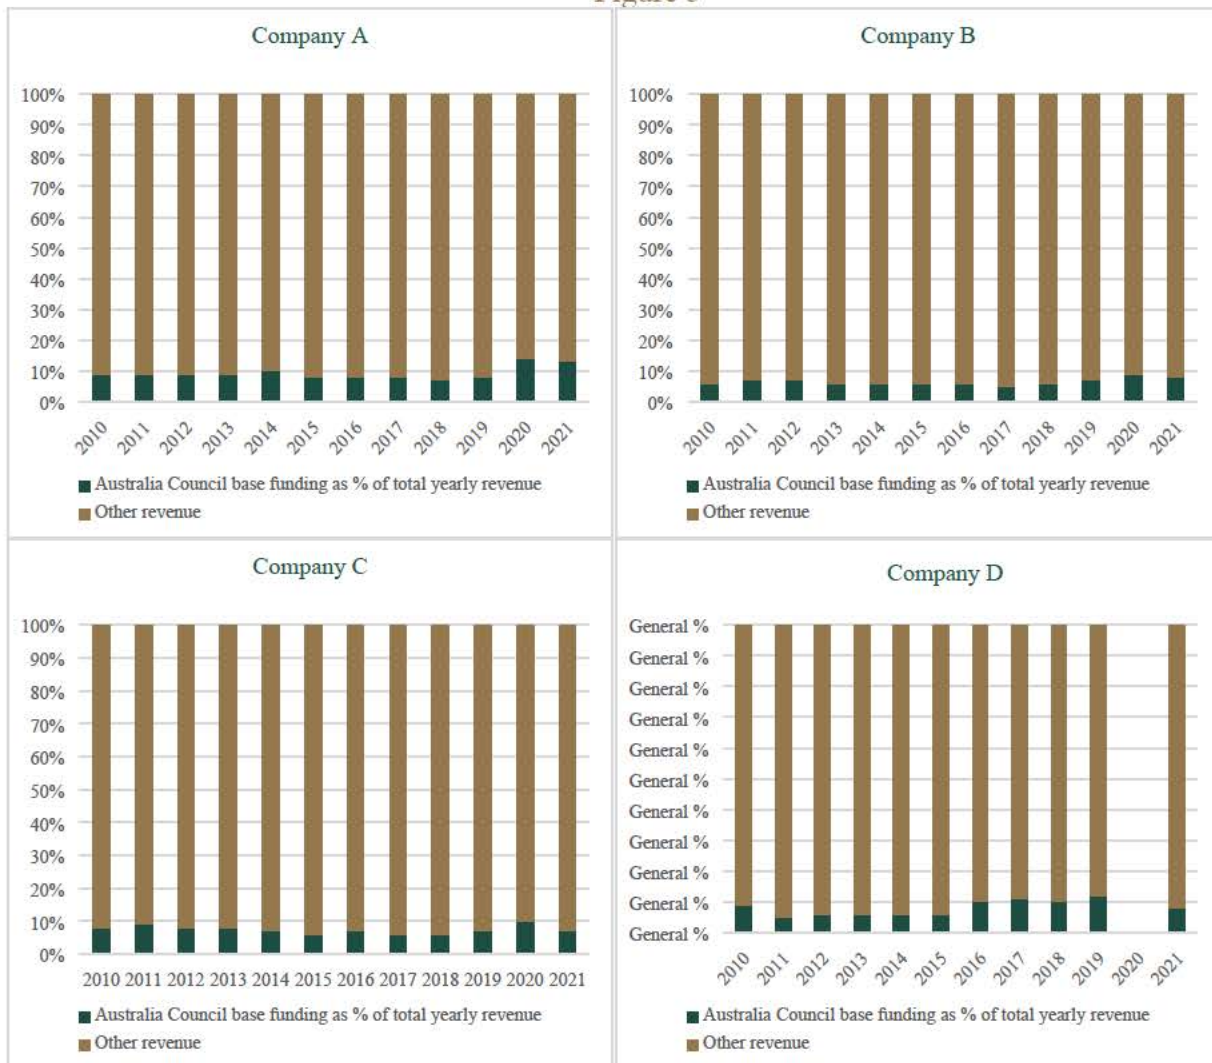 Company A
100%
90%
80%
70%
60%
50%
40%
30%
20%
10%
0%
2010 2011 2012 2013 2014 2015 2016 2017 2018 2019 2020 2021
Australia Council base funding as % of total yearly revenue
Other revenue
Company B
100%
90%
80%
70%
60%
50%
40%
30%
20%
10%
0%
2010 2011 2012 2013 2014 2015 2016 2017 2018 2019 2020 2021
Australia Council base funding as % of total yearly revenue
Other revenue
Company C
100%
90%
80%
70%
60%
50%
40%
30%
20%
10%
0%
2010 2011 2012 2013 2014 2015 2016 2017 2018 2019 2020 2021
Australia Council base funding as % of total yearly revenue
Other revenue
Company D
General %
General %
General %
General %
General %
General %
General %
General %
General %
General %
General %
2010 2011 2012 2013 2014 2015 2016 2017 2018 2019 2020 2021
Australia Council base funding as % of total yearly revenue
Other revenue